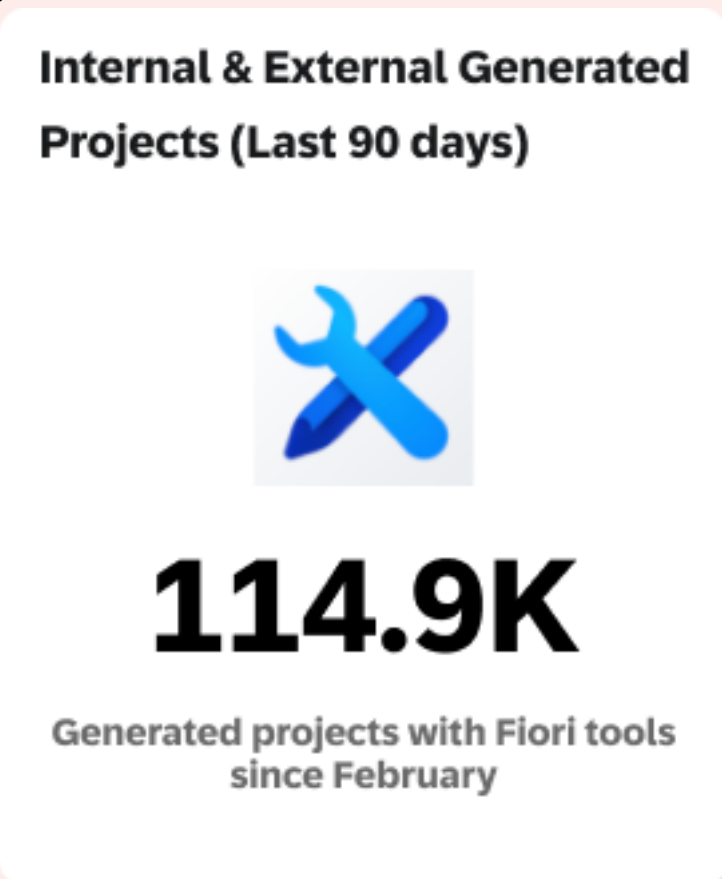 Internal & External Generated
Projects (Last 90 days)
114.9K
Generated projects with Fiori tools
since February